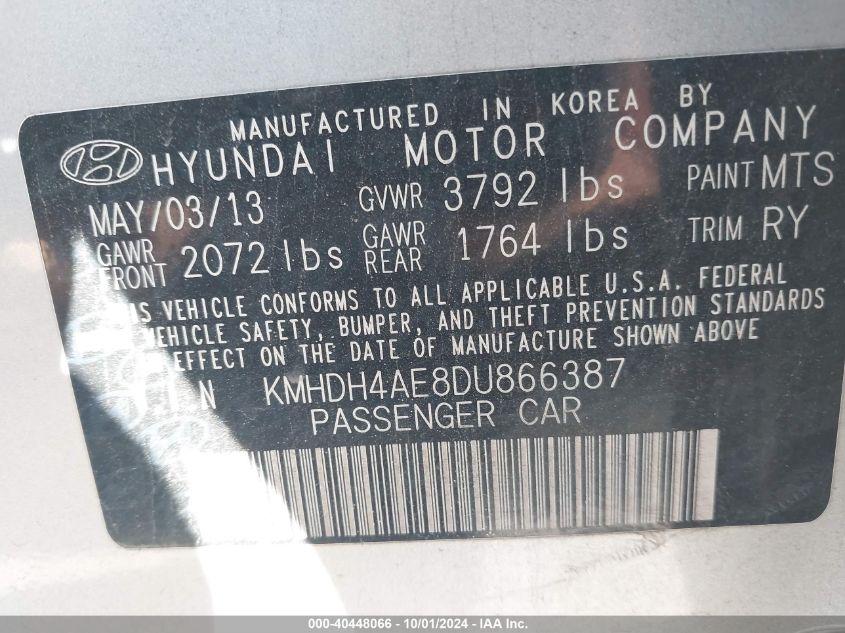 MANUFACTURED IN KOREA BY
HYUNDAI MOTOR COMPANY
MAY/03/13 GVWR 3792 lbs PAINT MTS
GAWR FRONT 2072 lbs GAWR REAR 1764 lbs TRIM RY
VEHICLE CONFORMS TO ALL APPLICABLE U.S.A. FEDERAL
VEHICLE SAFETY, BUMPER, AND THEFT PREVENTION STANDARDS
EFFECT ON THE DATE OF MANUFACTURE SHOWN ABOVE
KMHDH4AE8DU866387
PASSENGER CAR
000-40448066 - 10/01/2024 - IAA Inc.